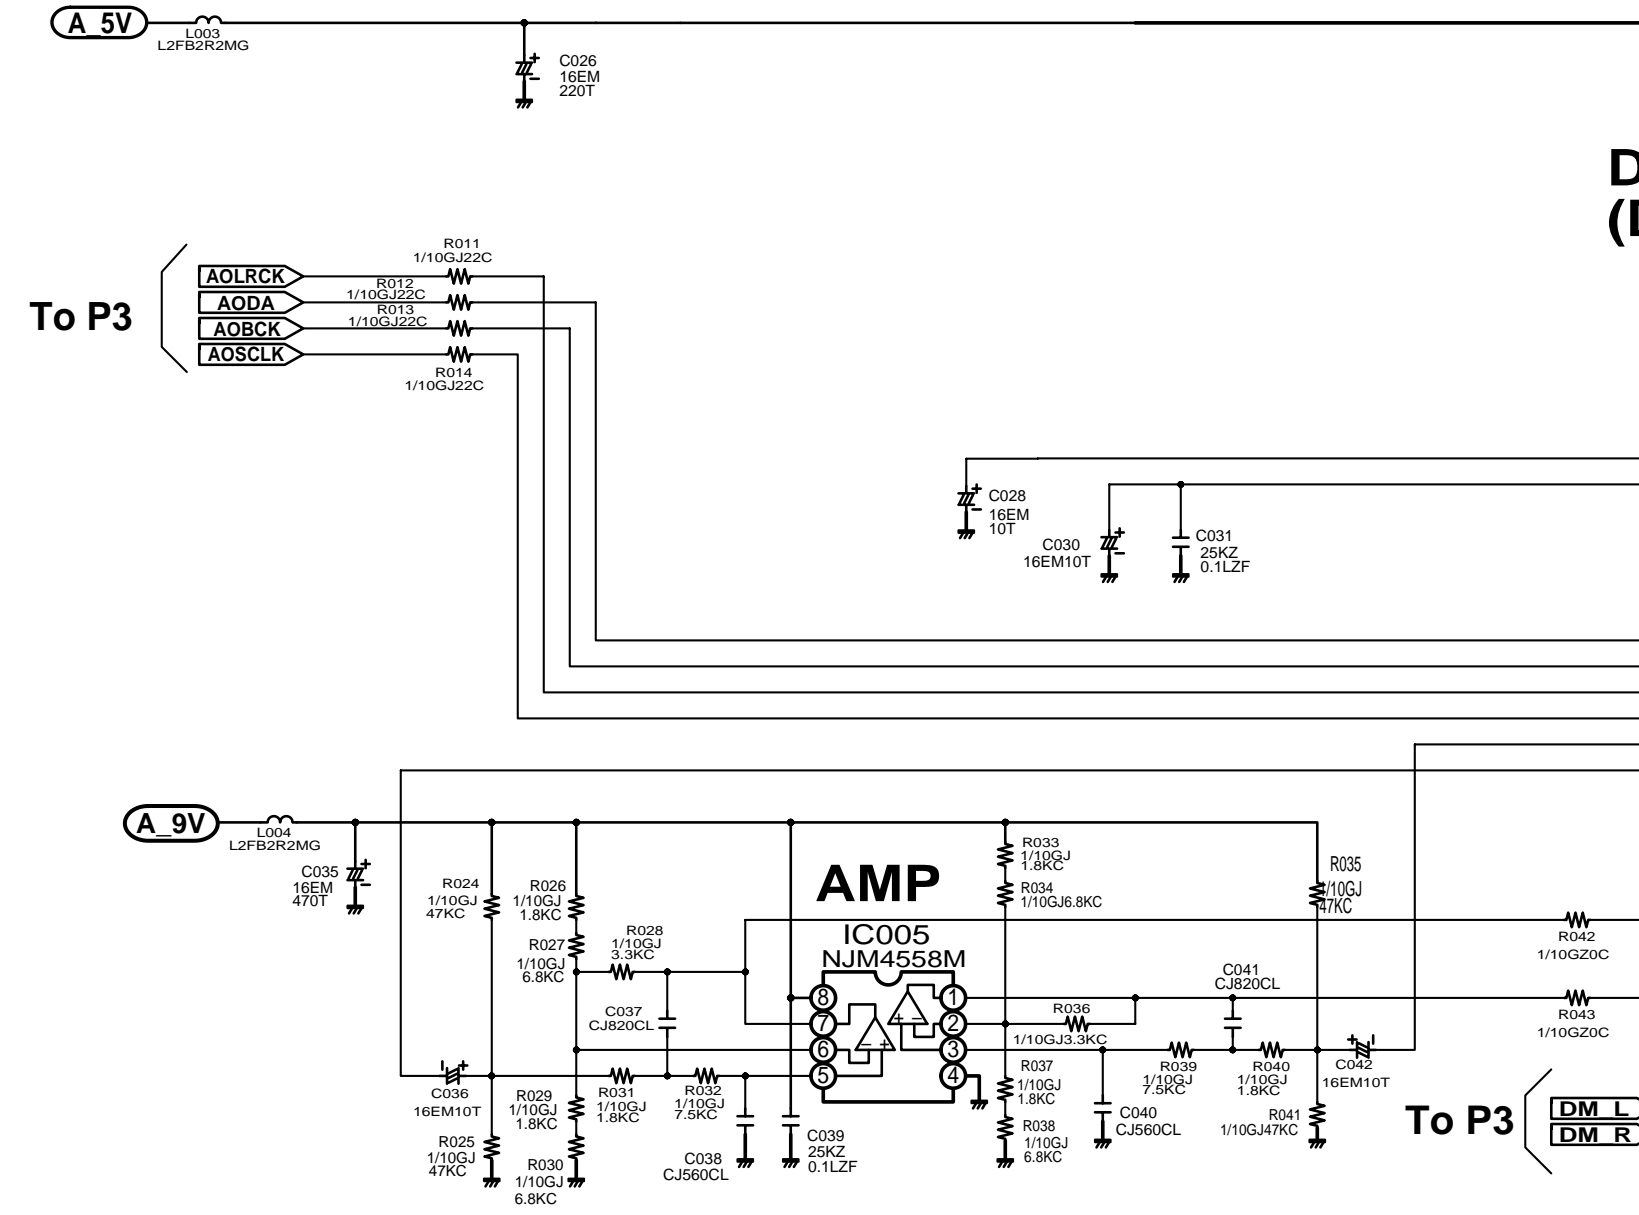 A_5V
L003
L2FB2R2MG
C026
16EM
220T
D
R011
1/10GJ22C
AOLRCK
R012
1/10GJ22C
AODA
R013
1/10GJ22C
To P3
AOBCK
AOSCLK
R014
1/10GJ22C
C028
16EM
10T
C030
16EM10T
C031
25KZ
0.1LZF
A_9V
L004
L2FB2R2MG
C035
16EM
470T
R024
1/10GJ
47KC
R026
1/10GJ
1.8KC
R027
1/10GJ
6.8KC
R028
1/10GJ
3.3KC
C037
CJ820CL
AMP
IC005
NJM4558M
8
7
6
5
1
2
3
4
+ −
− +
R033
1/10GJ
1.8KC
R034
1/10GJ6.8KC
R035
1/10GJ
47KC
R042
1/10GZ0C
C041
CJ820CL
R036
1/10GJ3.3KC
R043
1/10GZ0C
C036
16EM10T
R025
1/10GJ
47KC
R029
1/10GJ
1.8KC
R030
1/10GJ
6.8KC
R031
1/10GJ
1.8KC
R032
1/10GJ
7.5KC
C038
CJ560CL
C039
25KZ
0.1LZF
R037
1/10GJ
1.8KC
R038
1/10GJ
6.8KC
C040
CJ560CL
R039
1/10GJ
7.5KC
R040
1/10GJ
1.8KC
R041
1/10GJ47KC
C042
16EM10T
To P3
DM_L
DM_R